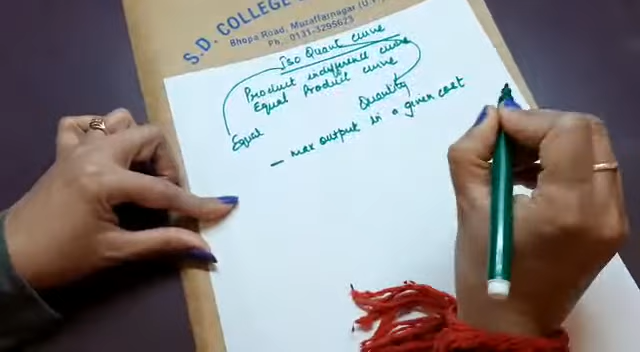 S.D. COLLEGE
Bhopa Road, Muzaffarnagar (U.
Ph.: 0131-3295623
Iso Quant curve
Product indifference curve
Equal Product curve
Equal Quantity
— max output in a given cost